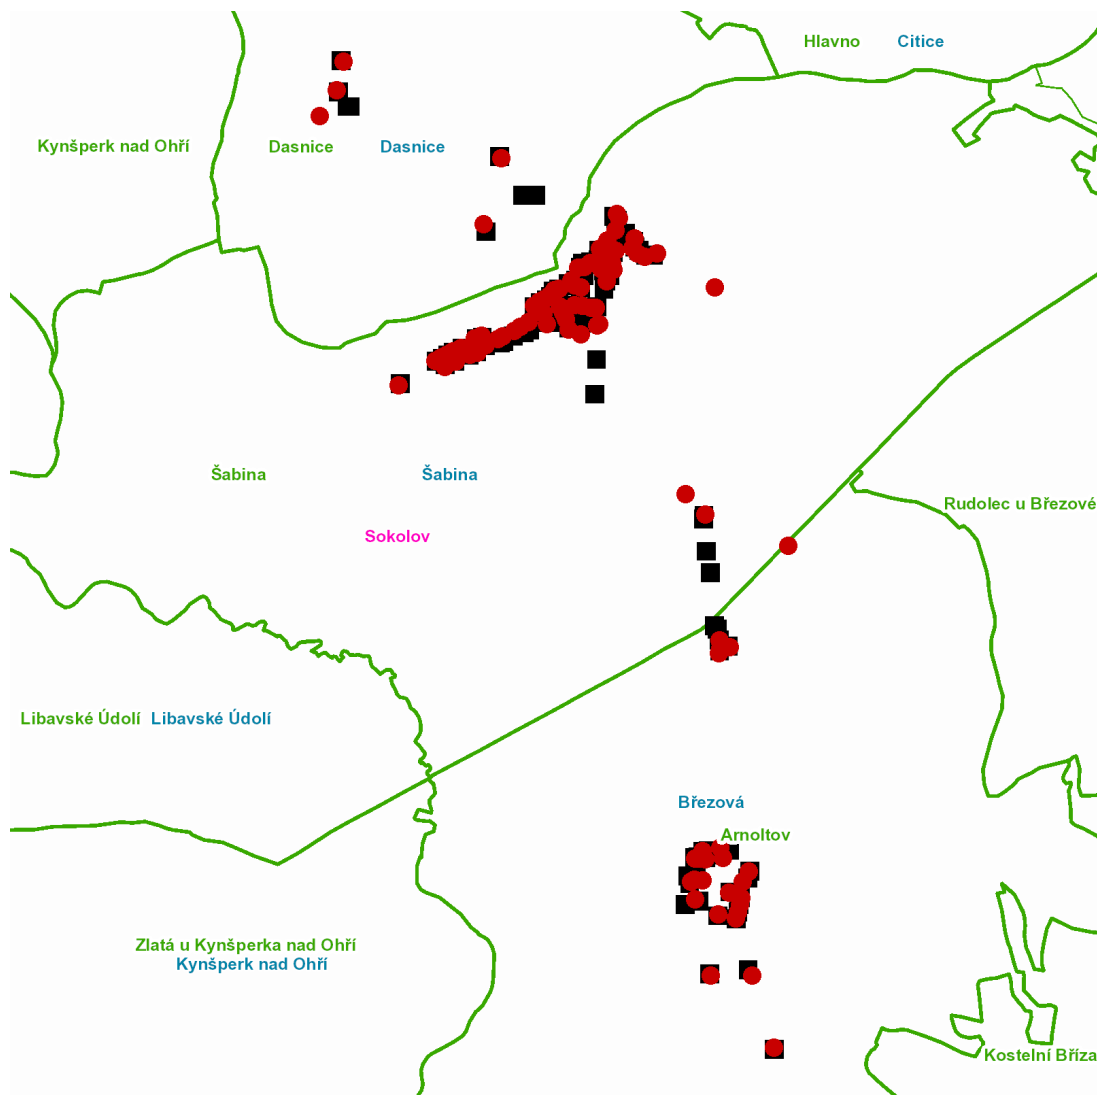 Hlavno Citice
Kynšperk nad Ohří Dasnice Dasnice
Šabina Šabina
Rudolec u Březové
Sokolov
Libavské Údolí Libavské Údolí
Březová
Arnoltov
Zlatá u Kynšperka nad Ohří
Kynšperk nad Ohří
Kostelní Bříza